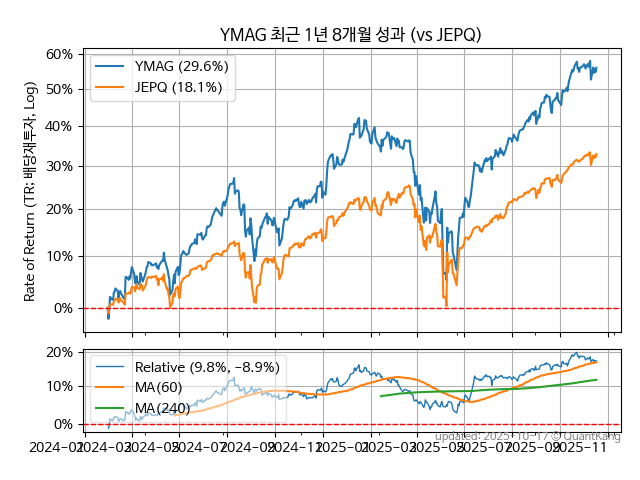 YMAG 최근 1년 8개월 성과 (vs JEPQ)
60%
50%
40%
30%
20%
10%
0%
Rate of Return (TR: 배당재투자, Log)
YMAG (29.6%)
JEPQ (18.1%)
20%
10%
0%
Relative (9.8%, −8.9%)
MA(60)
MA(240)
2024-01
2024-03
2024-05
2024-07
2024-09
2024-11
2025-01
2025-03
2025-05
2025-07
2025-09
2025-11
updated: 2025-10-17 © QuantKang